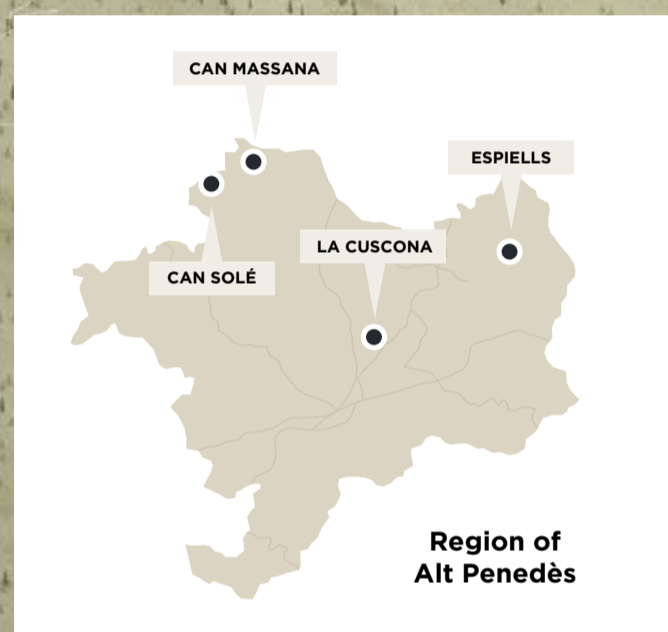 CAN MASSANA
ESPIELLS
LA CUSCONA
CAN SOLÉ
Region of
Alt Penedès